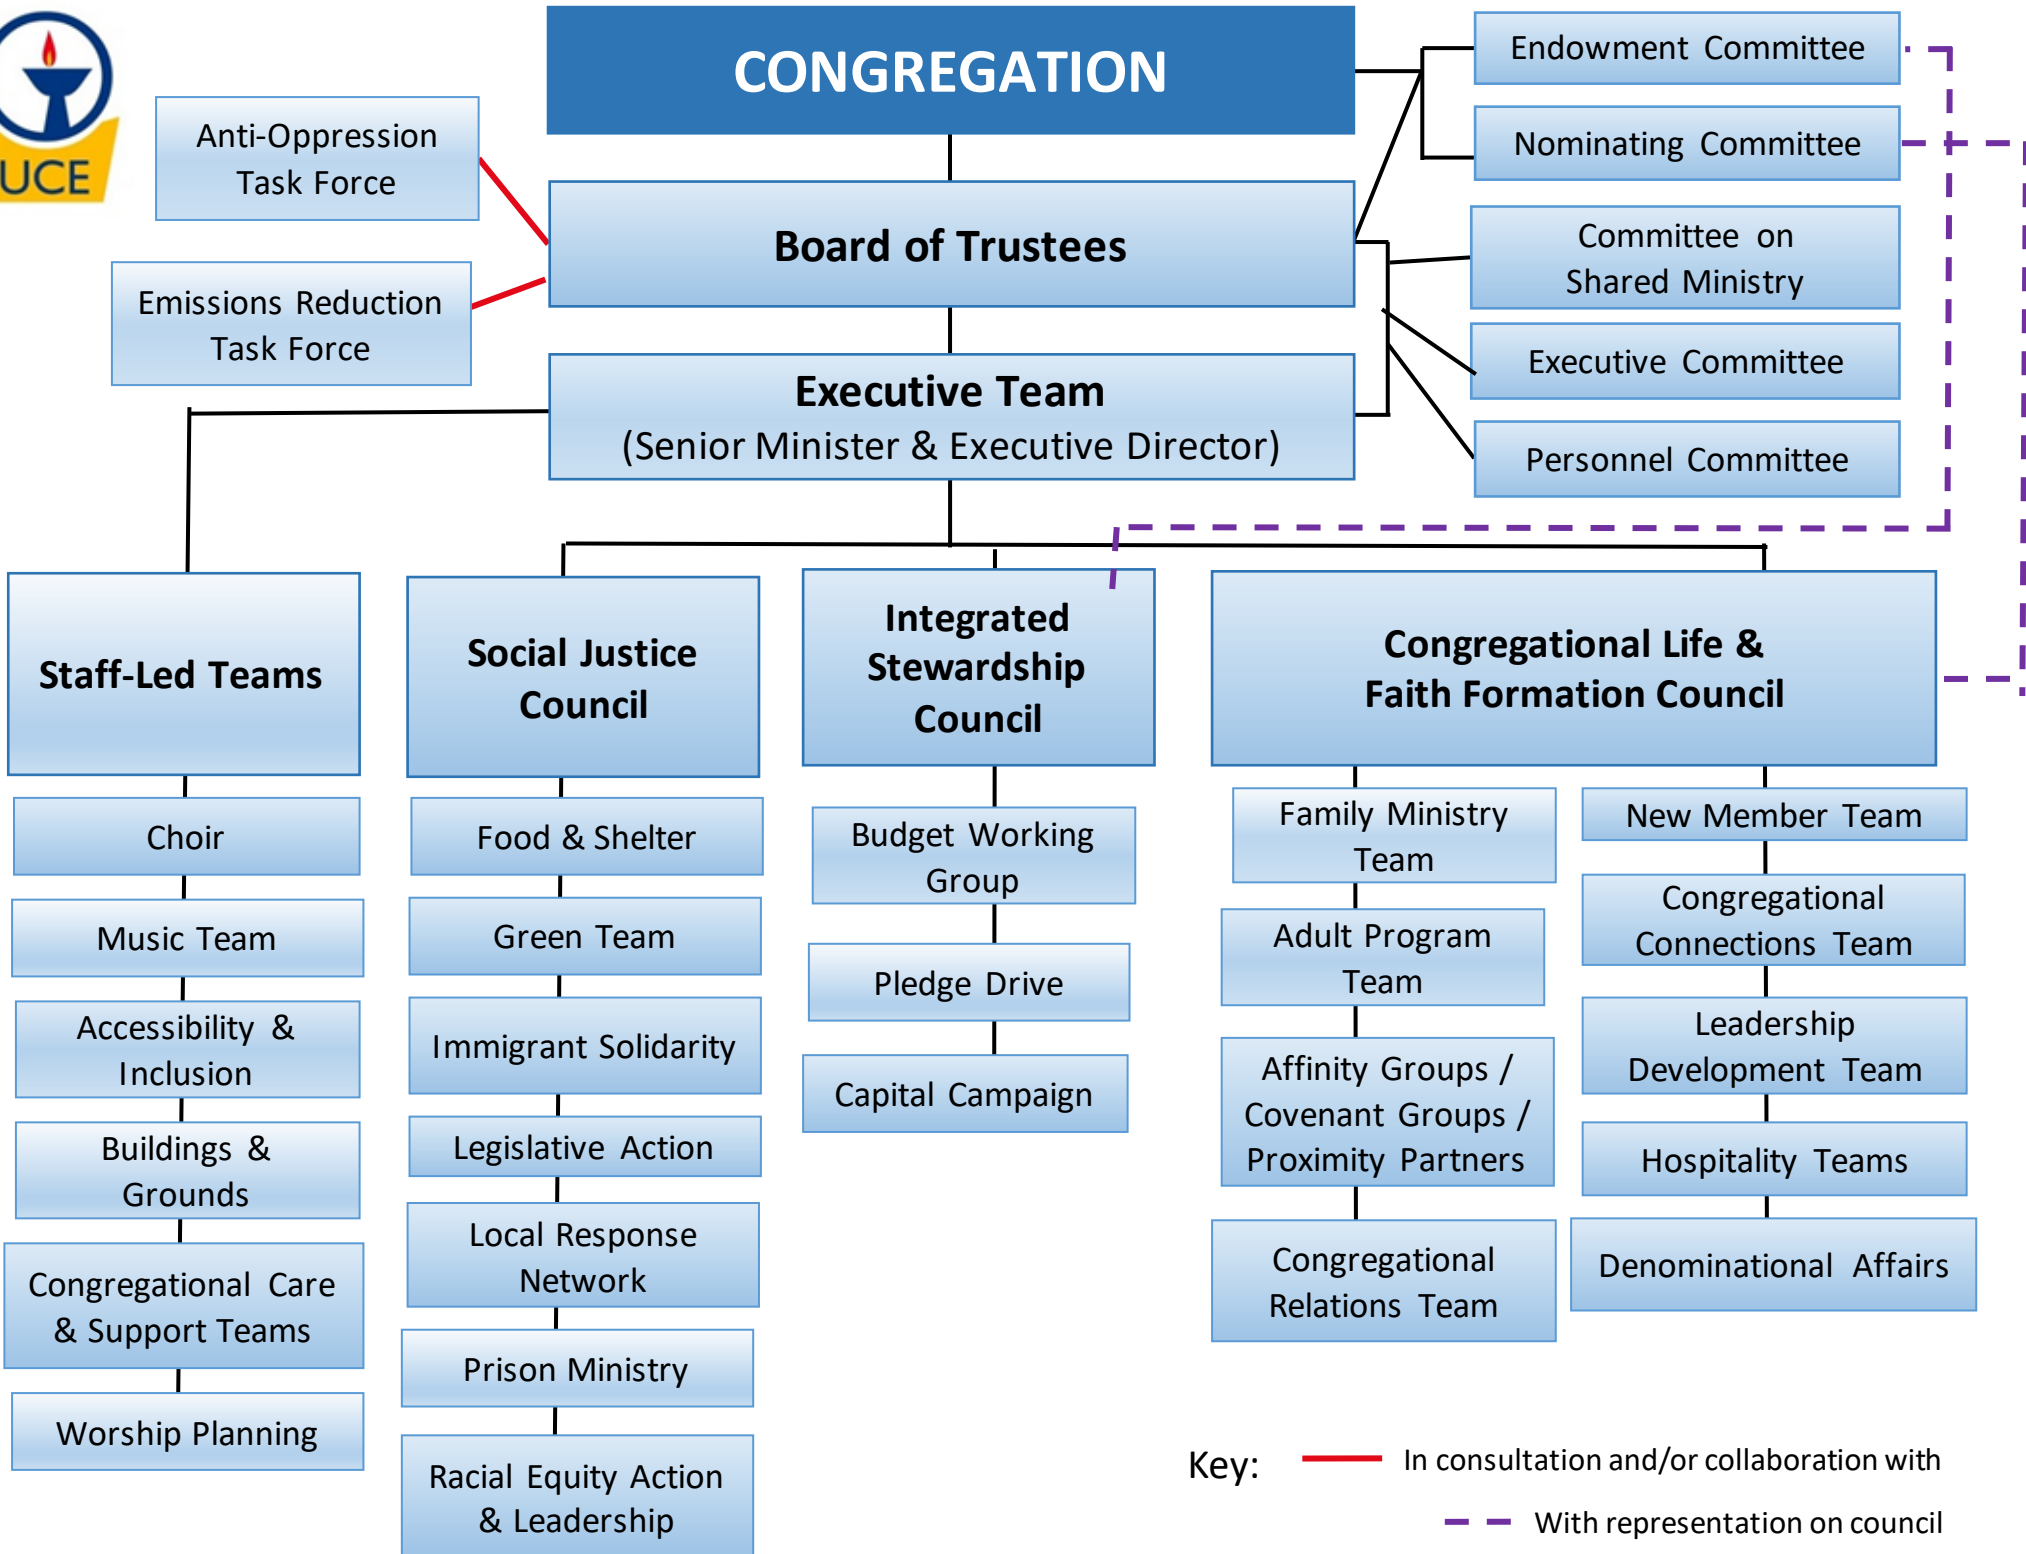 UCE
CONGREGATION
Endowment Committee
Nominating Committee
Anti-Oppression
Task Force
Board of Trustees
Committee on
Shared Ministry
Emissions Reduction
Task Force
Executive Committee
Executive Team
(Senior Minister & Executive Director)
Personnel Committee
Staff-Led Teams
Choir
Music Team
Accessibility &
Inclusion
Buildings &
Grounds
Congregational Care
& Support Teams
Worship Planning
Social Justice
Council
Food & Shelter
Green Team
Immigrant Solidarity
Legislative Action
Local Response
Network
Prison Ministry
Racial Equity Action
& Leadership
Integrated
Stewardship
Council
Budget Working
Group
Pledge Drive
Capital Campaign
Congregational Life &
Faith Formation Council
Family Ministry
Team
Adult Program
Team
Affinity Groups /
Covenant Groups /
Proximity Partners
Congregational
Relations Team
New Member Team
Congregational
Connections Team
Leadership
Development Team
Hospitality Teams
Denominational Affairs
Key:
In consultation and/or collaboration with
With representation on council